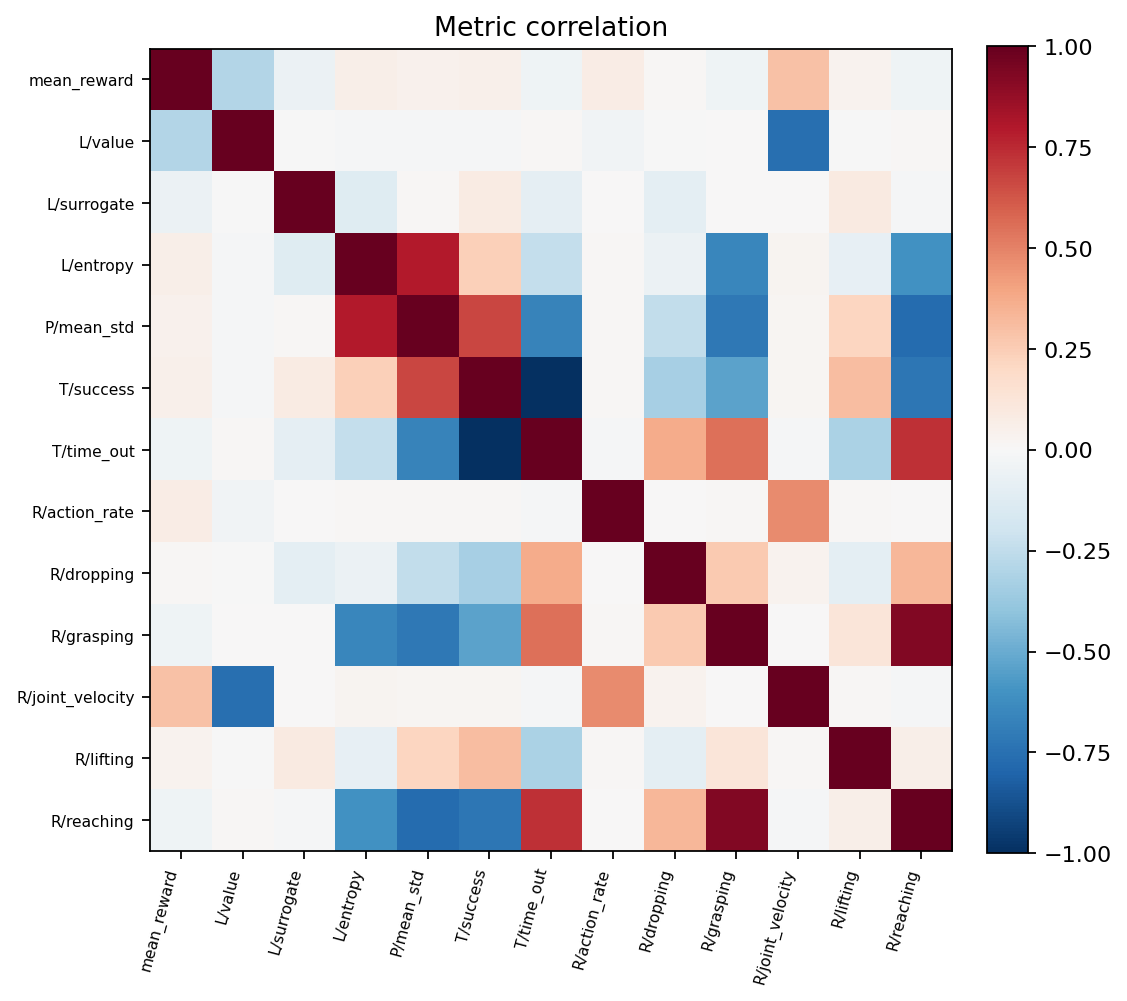 Metric correlation
mean_reward
L/value
L/surrogate
L/entropy
P/mean_std
T/success
T/time_out
R/action_rate
R/dropping
R/grasping
R/joint_velocity
R/lifting
R/reaching
mean_reward
L/value
L/surrogate
L/entropy
P/mean_std
T/success
T/time_out
R/action_rate
R/dropping
R/grasping
R/joint_velocity
R/lifting
R/reaching
1.00
0.75
0.50
0.25
0.00
−0.25
−0.50
−0.75
−1.00